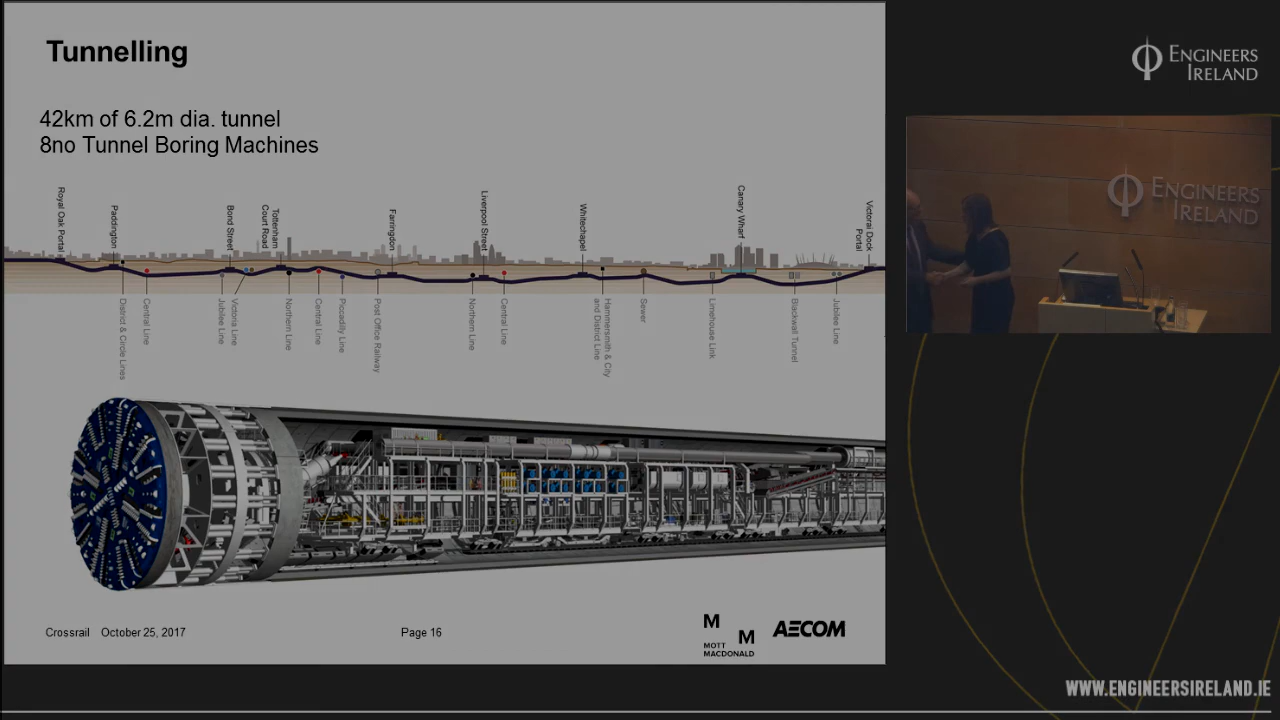 Tunnelling
42km of 6.2m dia. tunnel
8no Tunnel Boring Machines
Royal Oak Portal
Paddington
Bond Street
Tottenham
Court Road
Farringdon
Liverpool Street
Whitechapel
Canary Wharf
Victorai Dock
Portal
District & Circle Lines
Central Line
Jubilee Line
Victoria Line
Northern Line
Central Line
Piccadilly Line
Post Office Railway
Northern Line
Central Line
Hammersmith & City
and District Line
Sewer
Limehouse Link
Blackwall Tunnel
Jubilee Line
Crossrail October 25, 2017
Page 16
M
M
MOTT
MACDONALD
AECOM
ENGINEERS
IRELAND
ENGINEERS
IRELAND
WWW.ENGINEERSIRELAND.IE